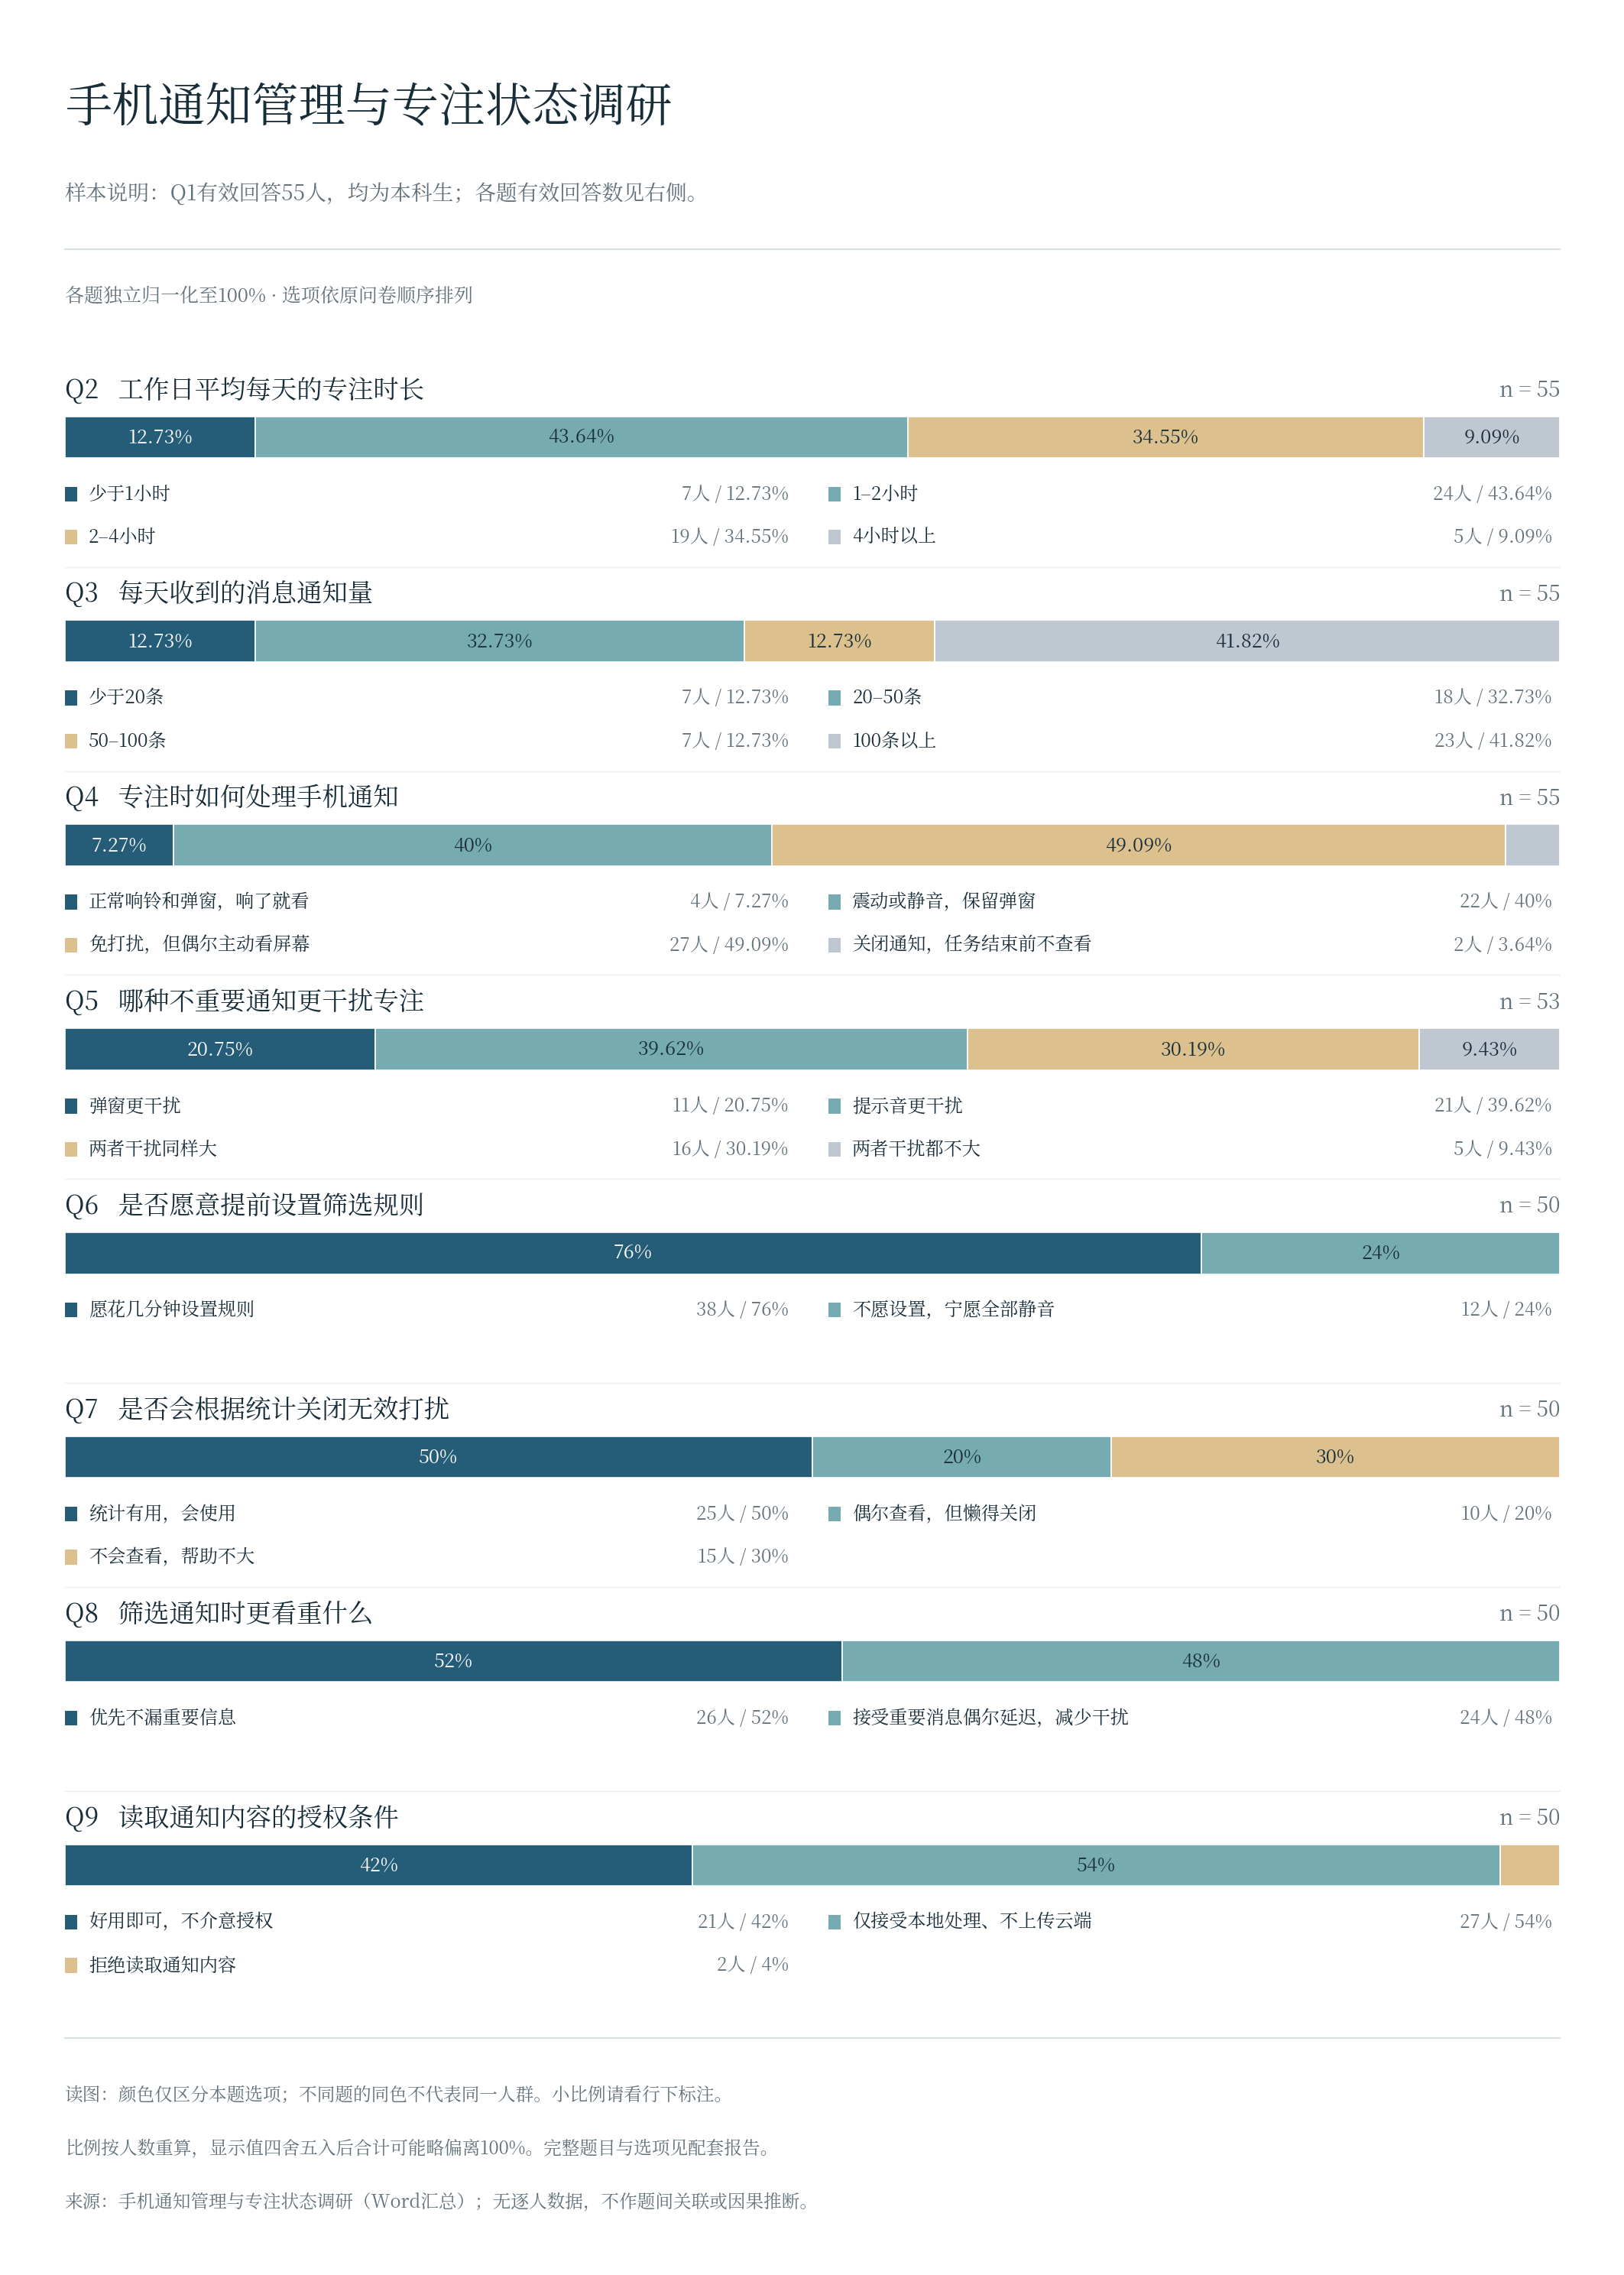 手机通知管理与专注状态调研
样本说明：Q1有效回答55人，均为本科生；各题有效回答数见右侧。
各题独立归一化至100% · 选项依原问卷顺序排列
Q2 工作日平均每天的专注时长 n = 55
12.73% 43.64% 34.55% 9.09%
少于1小时 7人 / 12.73% 1–2小时 24人 / 43.64%
2–4小时 19人 / 34.55% 4小时以上 5人 / 9.09%
Q3 每天收到的消息通知量 n = 55
12.73% 32.73% 12.73% 41.82%
少于20条 7人 / 12.73% 20–50条 18人 / 32.73%
50–100条 7人 / 12.73% 100条以上 23人 / 41.82%
Q4 专注时如何处理手机通知 n = 55
7.27% 40% 49.09%
正常响铃和弹窗，响了就看 4人 / 7.27% 震动或静音，保留弹窗 22人 / 40%
免打扰，但偶尔主动看屏幕 27人 / 49.09% 关闭通知，任务结束前不查看 2人 / 3.64%
Q5 哪种不重要通知更干扰专注 n = 53
20.75% 39.62% 30.19% 9.43%
弹窗更干扰 11人 / 20.75% 提示音更干扰 21人 / 39.62%
两者干扰同样大 16人 / 30.19% 两者干扰都不大 5人 / 9.43%
Q6 是否愿意提前设置筛选规则 n = 50
76% 24%
愿花几分钟设置规则 38人 / 76% 不愿设置，宁愿全部静音 12人 / 24%
Q7 是否会根据统计关闭无效打扰 n = 50
50% 20% 30%
统计有用，会使用 25人 / 50% 偶尔查看，但懒得关闭 10人 / 20%
不会查看，帮助不大 15人 / 30%
Q8 筛选通知时更看重什么 n = 50
52% 48%
优先不漏重要信息 26人 / 52% 接受重要消息偶尔延迟，减少干扰 24人 / 48%
Q9 读取通知内容的授权条件 n = 50
42% 54%
好用即可，不介意授权 21人 / 42% 仅接受本地处理、不上传云端 27人 / 54%
拒绝读取通知内容 2人 / 4%
读图：颜色仅区分本题选项；不同题的同色不代表同一人群。小比例请看行下标注。
比例按人数重算，显示值四舍五入后合计可能略偏离100%。完整题目与选项见配套报告。
来源：手机通知管理与专注状态调研（Word汇总）；无逐人数据，不作题间关联或因果推断。